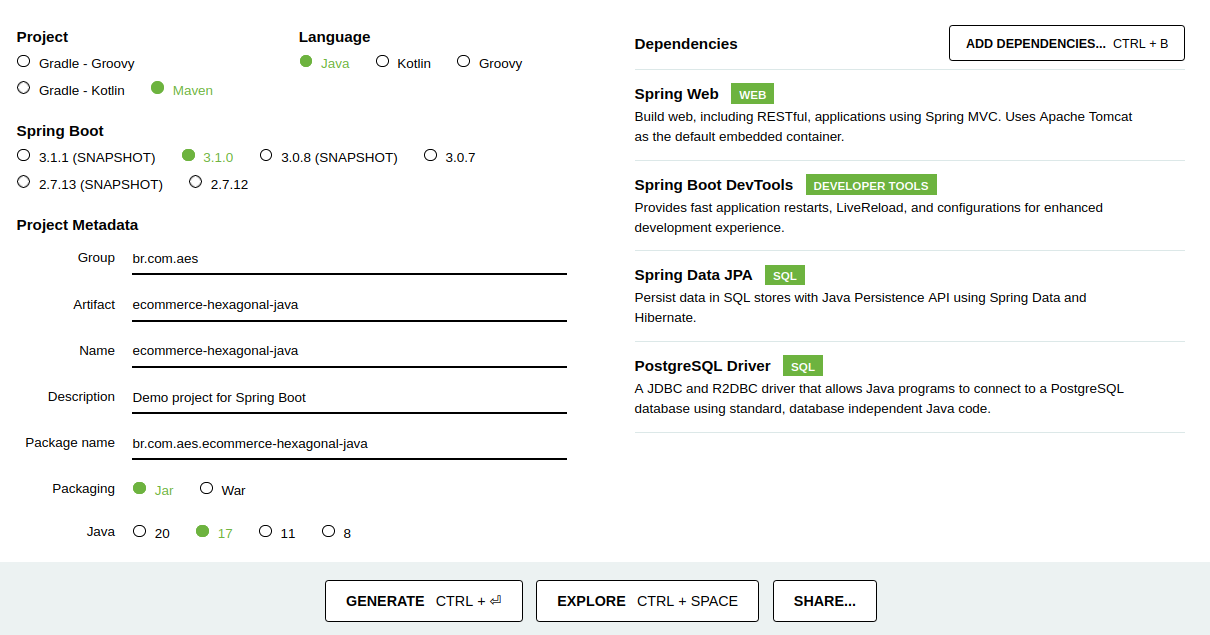 Project
Gradle - Groovy
Gradle - Kotlin Maven
Language
Java Kotlin Groovy
Spring Boot
3.1.1 (SNAPSHOT) 3.1.0 3.0.8 (SNAPSHOT) 3.0.7
2.7.13 (SNAPSHOT) 2.7.12
Project Metadata
Group br.com.aes
Artifact ecommerce-hexagonal-java
Name ecommerce-hexagonal-java
Description Demo project for Spring Boot
Package name br.com.aes.ecommerce-hexagonal-java
Packaging Jar War
Java 20 17 11 8
Dependencies ADD DEPENDENCIES... CTRL + B
Spring Web WEB
Build web, including RESTful, applications using Spring MVC. Uses Apache Tomcat
as the default embedded container.
Spring Boot DevTools DEVELOPER TOOLS
Provides fast application restarts, LiveReload, and configurations for enhanced
development experience.
Spring Data JPA SQL
Persist data in SQL stores with Java Persistence API using Spring Data and
Hibernate.
PostgreSQL Driver SQL
A JDBC and R2DBC driver that allows Java programs to connect to a PostgreSQL
database using standard, database independent Java code.
GENERATE CTRL + ⏎ EXPLORE CTRL + SPACE SHARE...